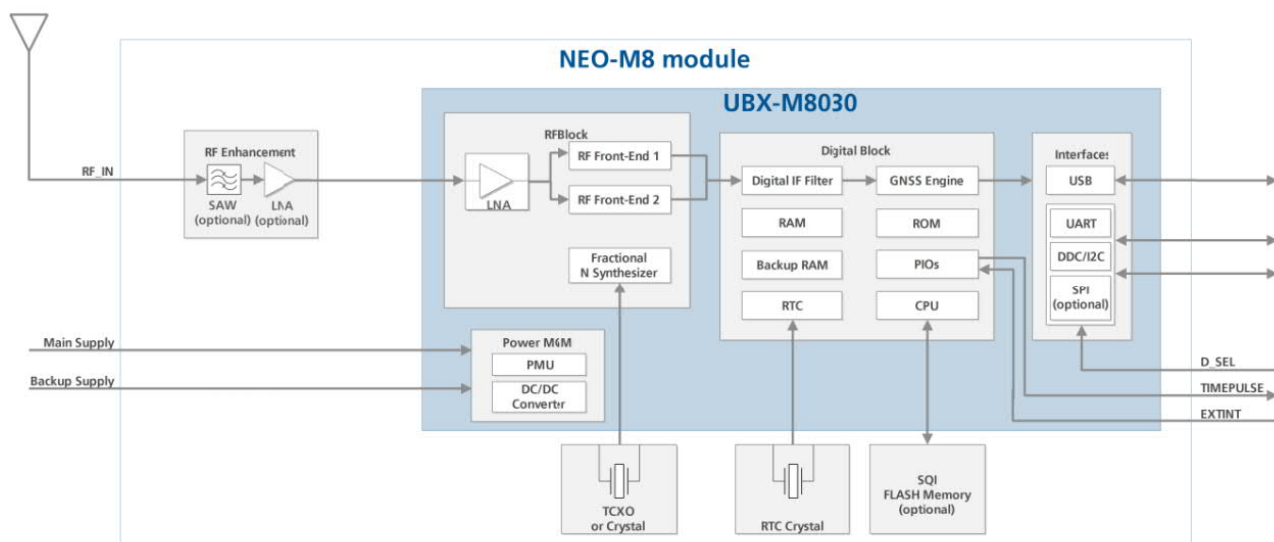 NEO-M8 module
UBX-M8030
RF_IN
RF Enhancement
SAW
(optional)
LNA
(optional)
RFBlock
LNA
RF Front-End 1
RF Front-End 2
Fractional
N Synthesizer
Digital Block
Digital IF Filter
GNSS Engine
RAM
ROM
Backup RAM
PIOs
RTC
CPU
Interfaces
USB
UART
DDC/I2C
SPI
(optional)
Main Supply
Backup Supply
Power MGM
PMU
DC/DC
Converter
D_SEL
TIMEPULSE
EXTINT
TCXO
or Crystal
RTC Crystal
SQI
FLASH Memory
(optional)